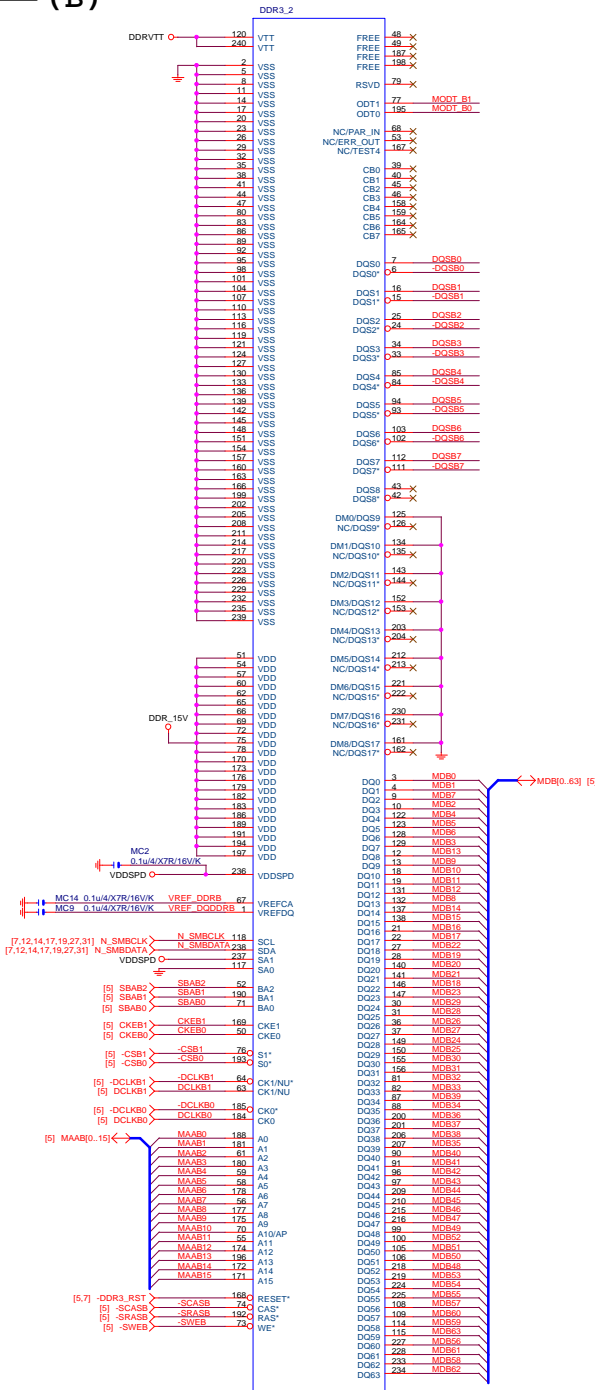 (B)
DDR3_2
DDRVTT 120 VTT
240 VTT
2 VSS
5 VSS
8 VSS
11 VSS
14 VSS
17 VSS
20 VSS
23 VSS
26 VSS
29 VSS
32 VSS
35 VSS
38 VSS
41 VSS
44 VSS
47 VSS
80 VSS
83 VSS
86 VSS
89 VSS
92 VSS
95 VSS
98 VSS
101 VSS
104 VSS
107 VSS
110 VSS
113 VSS
116 VSS
119 VSS
121 VSS
124 VSS
127 VSS
130 VSS
133 VSS
136 VSS
139 VSS
142 VSS
145 VSS
148 VSS
151 VSS
154 VSS
157 VSS
160 VSS
163 VSS
166 VSS
199 VSS
202 VSS
205 VSS
208 VSS
211 VSS
214 VSS
217 VSS
220 VSS
223 VSS
226 VSS
229 VSS
232 VSS
235 VSS
239 VSS
51 VDD
54 VDD
57 VDD
60 VDD
62 VDD
65 VDD
66 VDD
DDR_15V
69 VDD
72 VDD
75 VDD
78 VDD
170 VDD
173 VDD
176 VDD
179 VDD
182 VDD
183 VDD
186 VDD
189 VDD
191 VDD
194 VDD
197 VDD
MC2
0.1u/4/X7R/16V/K
VDDSPD 236 VDDSPD
MC14 0.1u/4/X7R/16V/K VREF_DDRB 67 VREFCA
MC9 0.1u/4/X7R/16V/K VREF_DQDDRB 1 VREFDQ
[7,12,14,17,19,27,31] N_SMBCLK N_SMBCLK 118 SCL
[7,12,14,17,19,27,31] N_SMBDATA N_SMBDATA 238 SDA
VDDSPD 237 SA1
117 SA0
[5] SBAB2 SBAB2 52 BA2
[5] SBAB1 SBAB1 190 BA1
[5] SBAB0 SBAB0 71 BA0
[5] CKEB1 CKEB1 169 CKE1
[5] CKEB0 CKEB0 50 CKE0
[5] -CSB1 -CSB1 76 S1*
[5] -CSB0 -CSB0 193 S0*
[5] -DCLKB1 -DCLKB1 64 CK1/NU*
[5] DCLKB1 DCLKB1 63 CK1/NU
[5] -DCLKB0 -DCLKB0 185 CK0*
[5] DCLKB0 DCLKB0 184 CK0
[5] MAAB[0..15] MAAB0 188 A0
MAAB1 181 A1
MAAB2 61 A2
MAAB3 180 A3
MAAB4 59 A4
MAAB5 58 A5
MAAB6 178 A6
MAAB7 56 A7
MAAB8 177 A8
MAAB9 175 A9
MAAB10 70 A10/AP
MAAB11 55 A11
MAAB12 174 A12
MAAB13 196 A13
MAAB14 172 A14
MAAB15 171 A15
[5,7] -DDR3_RST 168 RESET*
[5] -SCASB -SCASB 74 CAS*
[5] -SRASB -SRASB 192 RAS*
[5] -SWEB -SWEB 73 WE*
FREE 48
FREE 49
FREE 187
FREE 198
RSVD 79
ODT1 77 MODT_B1
ODT0 195 MODT_B0
NC/PAR_IN 68
NC/ERR_OUT 53
NC/TEST4 167
CB0 39
CB1 40
CB2 45
CB3 46
CB4 158
CB5 159
CB6 164
CB7 165
DQS0 7 DQSB0
DQS0* 6 -DQSB0
DQS1 16 DQSB1
DQS1* 15 -DQSB1
DQS2 25 DQSB2
DQS2* 24 -DQSB2
DQS3 34 DQSB3
DQS3* 33 -DQSB3
DQS4 85 DQSB4
DQS4* 84 -DQSB4
DQS5 94 DQSB5
DQS5* 93 -DQSB5
DQS6 103 DQSB6
DQS6* 102 -DQSB6
DQS7 112 DQSB7
DQS7* 111 -DQSB7
DQS8 43
DQS8* 42
DM0/DQS9 125
NC/DQS9* 126
DM1/DQS10 134
NC/DQS10* 135
DM2/DQS11 143
NC/DQS11* 144
DM3/DQS12 152
NC/DQS12* 153
DM4/DQS13 203
NC/DQS13* 204
DM5/DQS14 212
NC/DQS14* 213
DM6/DQS15 221
NC/DQS15* 222
DM7/DQS16 230
NC/DQS16* 231
DM8/DQS17 161
NC/DQS17* 162
DQ0 3 MDB0 MDB[0..63] [5]
DQ1 4 MDB1
DQ2 9 MDB7
DQ3 10 MDB2
DQ4 122 MDB4
DQ5 123 MDB5
DQ6 128 MDB6
DQ7 129 MDB3
DQ8 12 MDB13
DQ9 13 MDB9
DQ10 18 MDB10
DQ11 19 MDB11
DQ12 131 MDB12
DQ13 132 MDB8
DQ14 137 MDB14
DQ15 138 MDB15
DQ16 21 MDB16
DQ17 22 MDB17
DQ18 27 MDB22
DQ19 28 MDB19
DQ20 140 MDB20
DQ21 141 MDB21
DQ22 146 MDB18
DQ23 147 MDB23
DQ24 30 MDB29
DQ25 31 MDB28
DQ26 36 MDB26
DQ27 37 MDB27
DQ28 149 MDB24
DQ29 150 MDB25
DQ30 155 MDB30
DQ31 156 MDB31
DQ32 81 MDB32
DQ33 82 MDB33
DQ34 87 MDB39
DQ35 88 MDB34
DQ36 200 MDB36
DQ37 201 MDB37
DQ38 206 MDB38
DQ39 207 MDB35
DQ40 90 MDB40
DQ41 91 MDB41
DQ42 96 MDB42
DQ43 97 MDB43
DQ44 209 MDB44
DQ45 210 MDB45
DQ46 215 MDB46
DQ47 216 MDB47
DQ48 99 MDB49
DQ49 100 MDB52
DQ50 105 MDB51
DQ51 106 MDB50
DQ52 218 MDB48
DQ53 219 MDB53
DQ54 224 MDB54
DQ55 225 MDB55
DQ56 108 MDB57
DQ57 109 MDB60
DQ58 114 MDB59
DQ59 115 MDB63
DQ60 227 MDB56
DQ61 228 MDB61
DQ62 233 MDB58
DQ63 234 MDB62